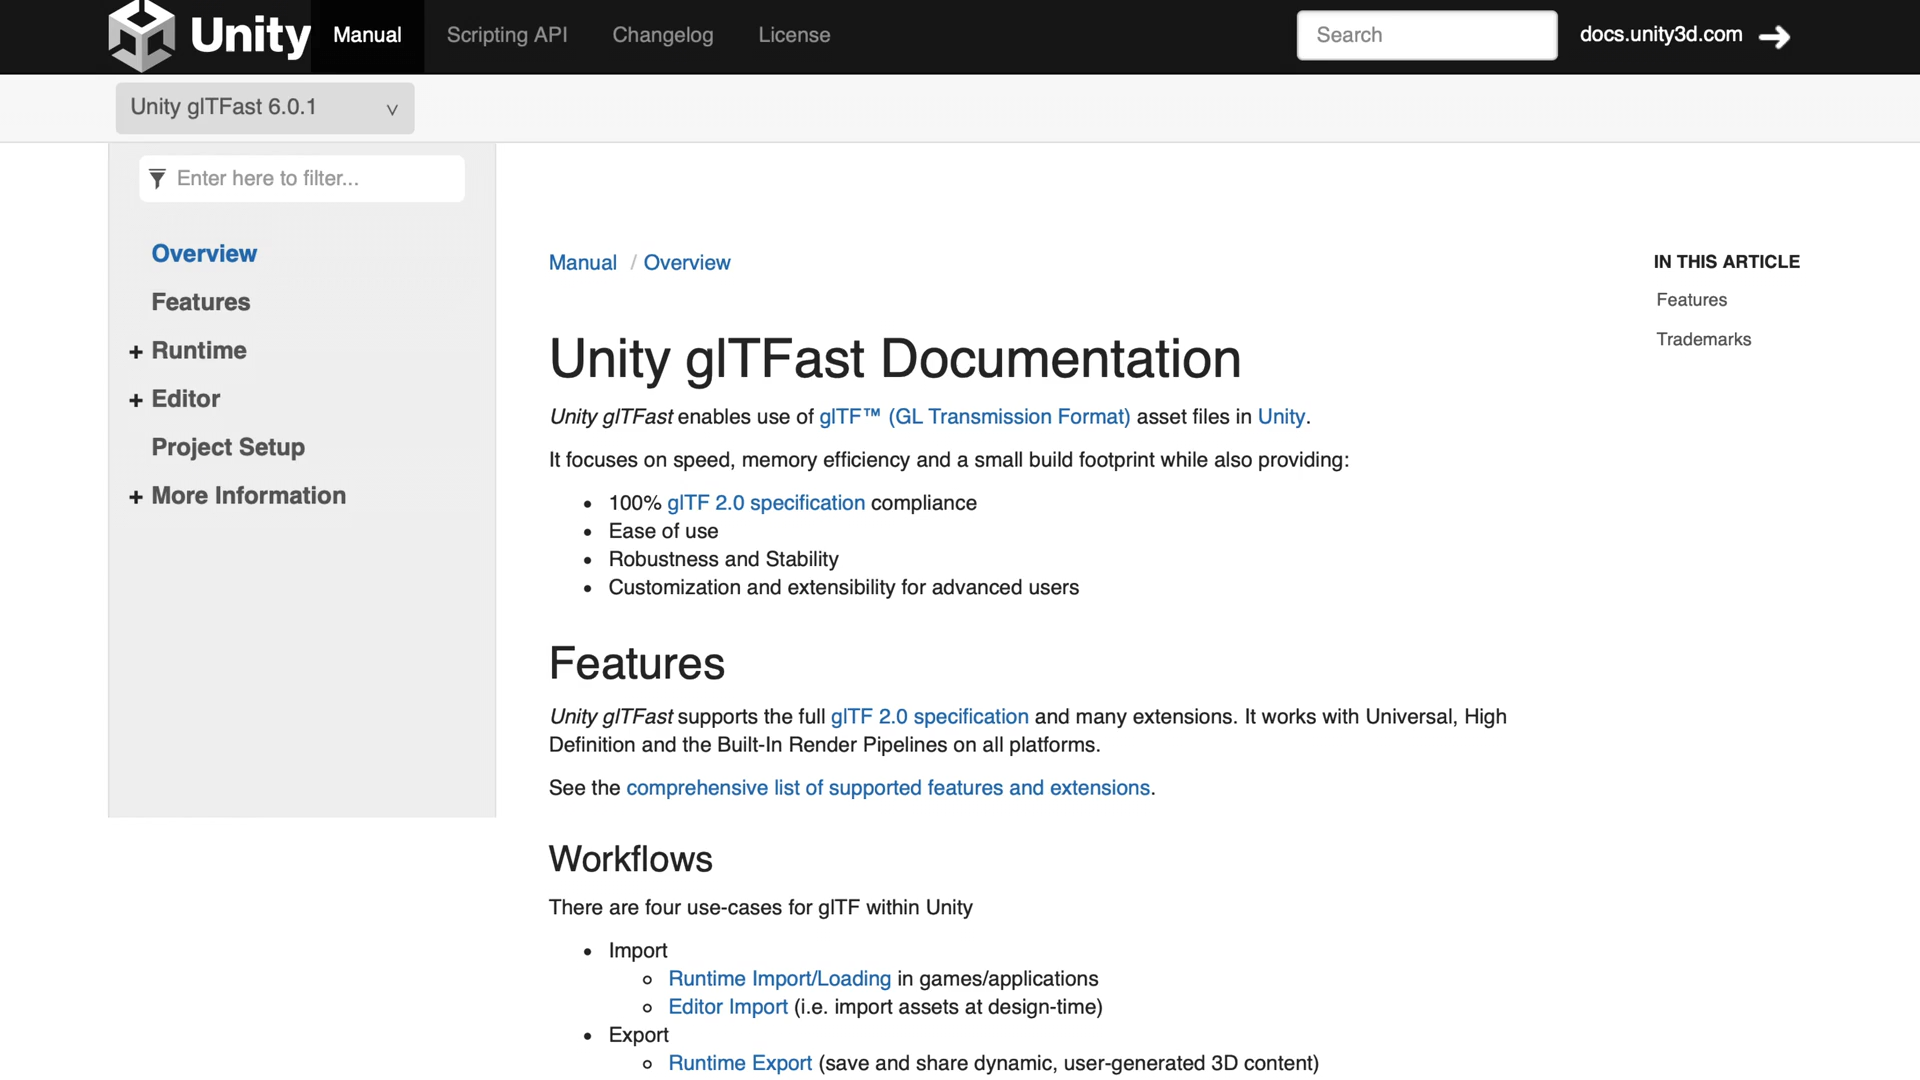 Unity Manual Scripting API Changelog License Search docs.unity3d.com
Unity glTFast 6.0.1
Enter here to filter...
Overview
Features
+ Runtime
+ Editor
Project Setup
+ More Information
Manual / Overview
Unity glTFast Documentation
Unity glTFast enables use of glTF™ (GL Transmission Format) asset files in Unity.
It focuses on speed, memory efficiency and a small build footprint while also providing:
• 100% glTF 2.0 specification compliance
• Ease of use
• Robustness and Stability
• Customization and extensibility for advanced users
Features
Unity glTFast supports the full glTF 2.0 specification and many extensions. It works with Universal, High
Definition and the Built-In Render Pipelines on all platforms.
See the comprehensive list of supported features and extensions.
Workflows
There are four use-cases for glTF within Unity
• Import
◦ Runtime Import/Loading in games/applications
◦ Editor Import (i.e. import assets at design-time)
• Export
◦ Runtime Export (save and share dynamic, user-generated 3D content)
IN THIS ARTICLE
Features
Trademarks